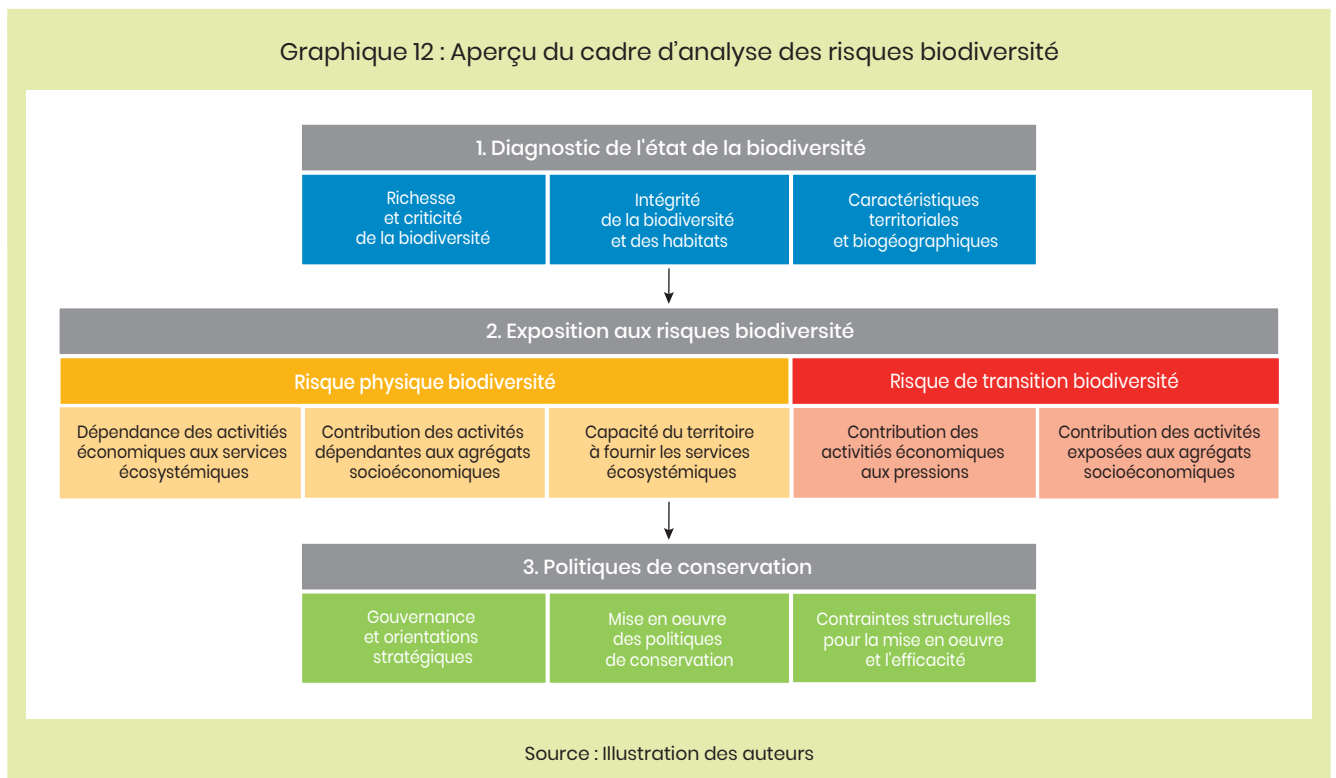 Graphique 12 : Aperçu du cadre d'analyse des risques biodiversité
1. Diagnostic de l'état de la biodiversité
Richesse
et criticité
de la biodiversité
Intégrité
de la biodiversité
et des habitats
Caractéristiques
territoriales
et biogéographiques
2. Exposition aux risques biodiversité
Risque physique biodiversité
Risque de transition biodiversité
Dépendance des activitiés
économiques aux services
écosystémiques
Contribution des activités
dépendantes aux agrégats
socioéconomiques
Capacité du territoire
à fournir les services
écosystémiques
Contribution des
activitiés économiques
aux pressions
Contribution des activités
exposées aux agrégats
socioéconomiques
3. Politiques de conservation
Gouvernance
et orientations
stratégiques
Mise en oeuvre
des politiques
de conservation
Contraintes structurelles
pour la mise en oeuvre
et l'efficacité
Source : Illustration des auteurs